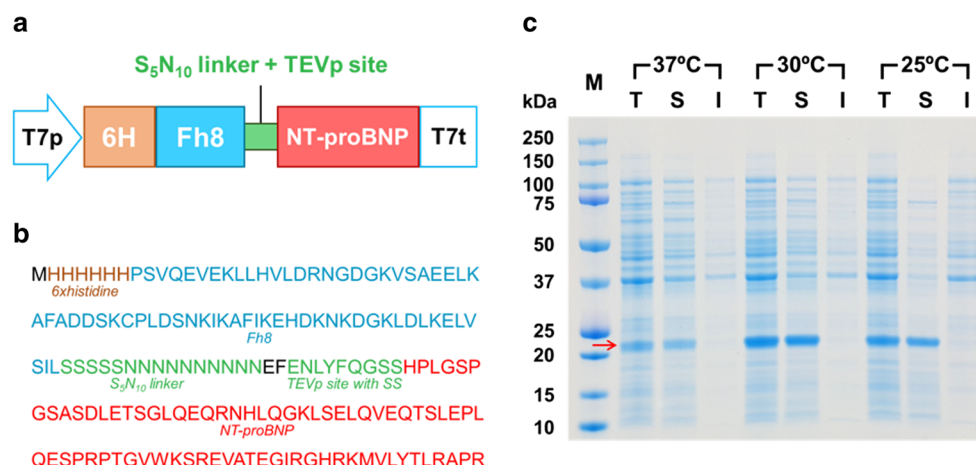 a
S5N10 linker + TEVp site
T7p 6H Fh8 NT-proBNP T7t
b
MHHHHHHPSVQEVEKLLHVLDRNGDGKVSAEELK
6xhistidine
AFADDSKCPLDSNKIKAFIKEHDKNKDGKLDLKELV
Fh8
SILSSSSSNNNNNNNNNNEFENLYFQGSSHPLGSP
S5N10 linker TEVp site with SS
GSASDLETSGLQEQRNHLQGKLSELQVEQTSLEPL
NT-proBNP
QESPRPTGVWKSREVATEGIRGHRKMVLYTLRAPR
c
37ºC 30ºC 25ºC
kDa M T S I T S I T S I
250
150
100
75
50
37
25
20
15
10